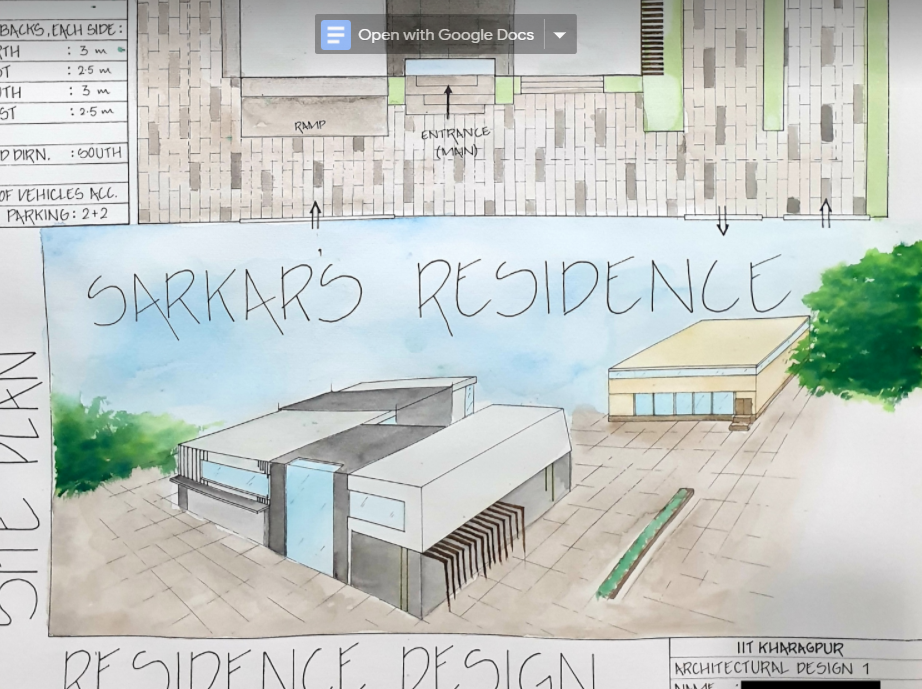 Open with Google Docs
BACKS, EACH SIDE :
RTH : 3 m
ST : 2.5 m
UTH : 3 m
EST : 2.5 m
D DIRN. : SOUTH
OF VEHICLES ACC.
PARKING : 2+2
RAMP
ENTRANCE
(MAIN)
SARKAR'S RESIDENCE
SITE PLAN
RESIDENCE DESIGN
IIT KHARAGPUR
ARCHITECTURAL DESIGN 1
NAME :